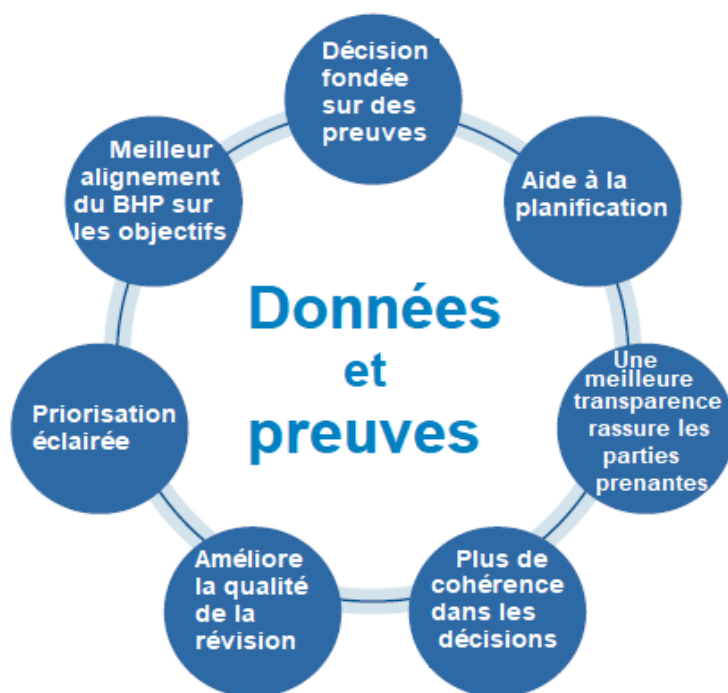 Décision
fondée
sur des
preuves
Aide à la
planification
Une
meilleure
transparence
rassure les
parties
prenantes
Plus de
cohérence
dans les
décisions
Améliore
la qualité
de la
révision
Priorisation
éclairée
Meilleur
alignement
du BHP sur
les objectifs
Données
et
preuves